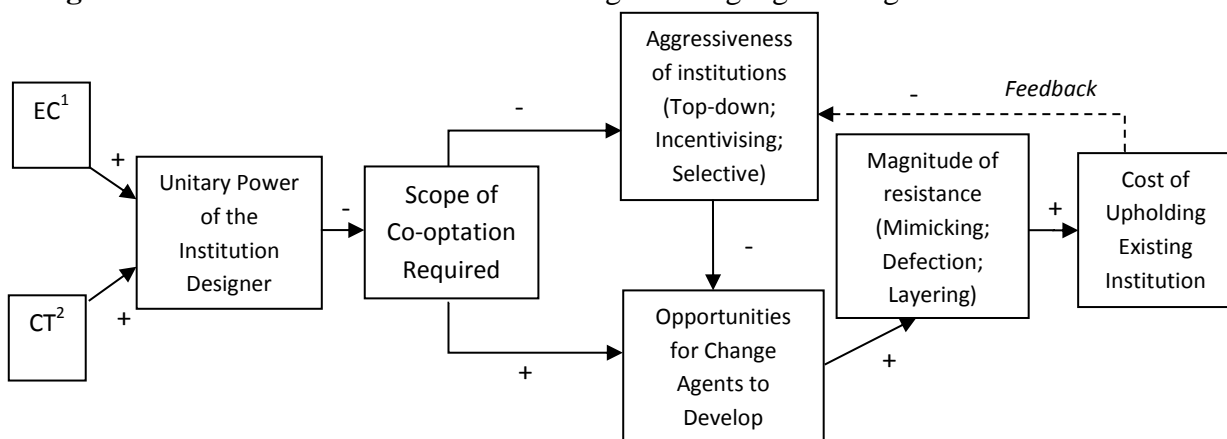 EC¹
+
CT²
+
Unitary Power
of the
Institution
Designer
-
Scope of
Co-optation
Required
-
+
Aggressiveness
of institutions
(Top-down;
Incentivising;
Selective)
-
Opportunities
for Change
Agents to
Develop
+
Magnitude of
resistance
(Mimicking;
Defection;
Layering)
+
Cost of
Upholding
Existing
Institution
-
Feedback